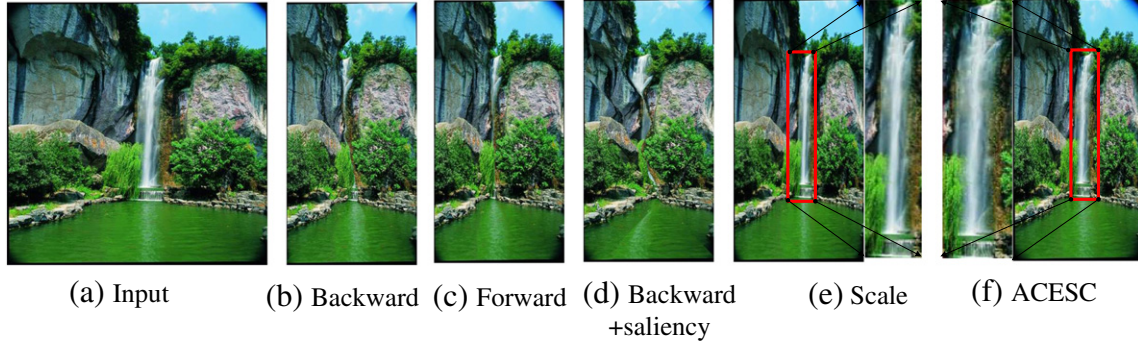 (a) Input
(b) Backward
(c) Forward
(d) Backward
+saliency
(e) Scale
(f) ACESC